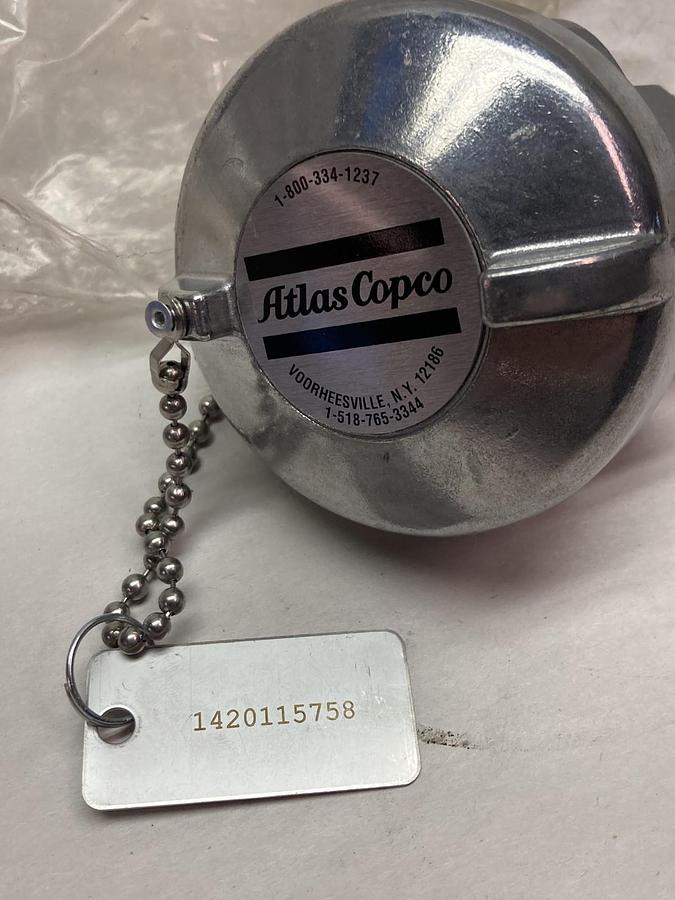 1-800-334-1237
Atlas Copco
VOORHEESVILLE, N.Y. 12186
1-518-765-3344
1420115758